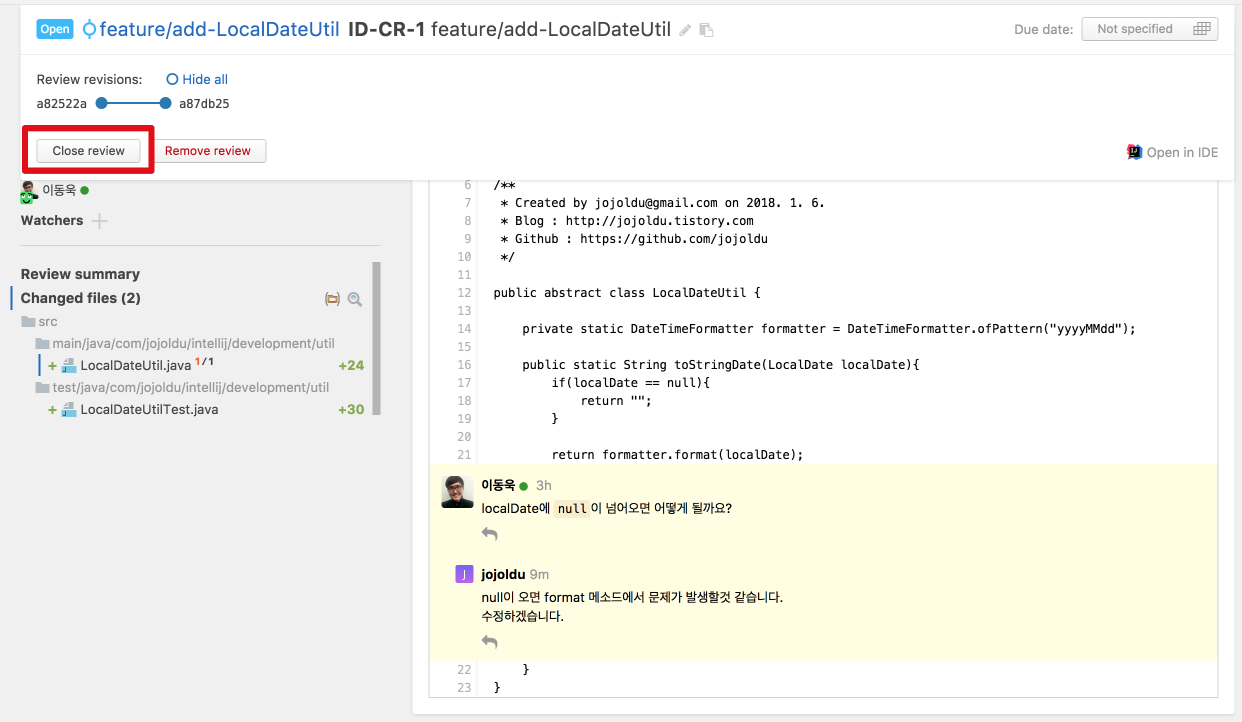 Open feature/add-LocalDateUtil ID-CR-1 feature/add-LocalDateUtil Due date: Not specified
Review revisions: Hide all
a82522a a87db25
Close review Remove review Open in IDE
이동욱
Watchers
Review summary
Changed files (2)
src
main/java/com/jojoldu/intellij/development/util
+ LocalDateUtil.java 1/1 +24
test/java/com/jojoldu/intellij/development/util
+ LocalDateUtilTest.java +30
6 /**
7 * Created by jojoldu@gmail.com on 2018. 1. 6.
8 * Blog : http://jojoldu.tistory.com
9 * Github : https://github.com/jojoldu
10 */
11
12 public abstract class LocalDateUtil {
13
14 private static DateTimeFormatter formatter = DateTimeFormatter.ofPattern("yyyyMMdd");
15
16 public static String toStringDate(LocalDate localDate){
17 if(localDate == null){
18 return "";
19 }
20
21 return formatter.format(localDate);
이동욱 3h
localDate에 null이 넘어오면 어떻게 될까요?
J jojoldu 9m
null이 오면 format 메소드에서 문제가 발생할것 같습니다.
수정하겠습니다.
22 }
23 }